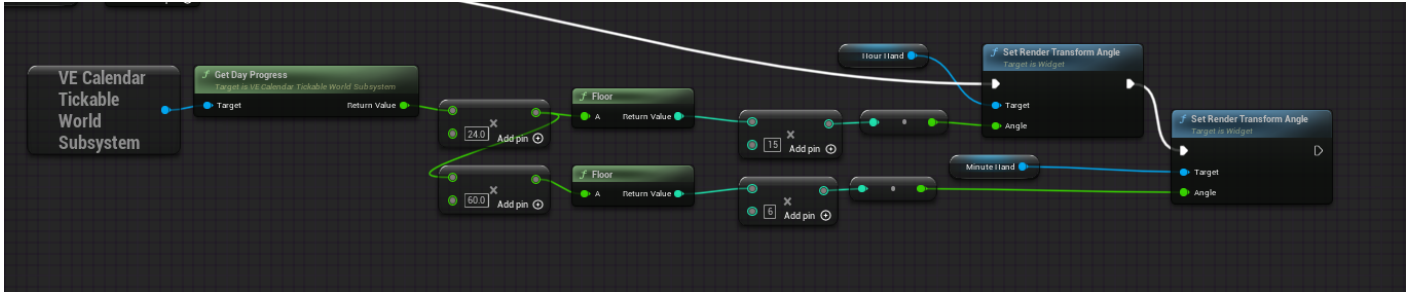 VE Calendar
Tickable
World
Subsystem
f Get Day Progress
Target is VE Calendar Tickable World Subsystem
Target
Return Value
×
24.0
Add pin
f Floor
A
Return Value
×
15
Add pin
Hour Hand
f Set Render Transform Angle
Target is Widget
Target
Angle
×
60.0
Add pin
f Floor
A
Return Value
×
6
Add pin
Minute Hand
f Set Render Transform Angle
Target is Widget
Target
Angle